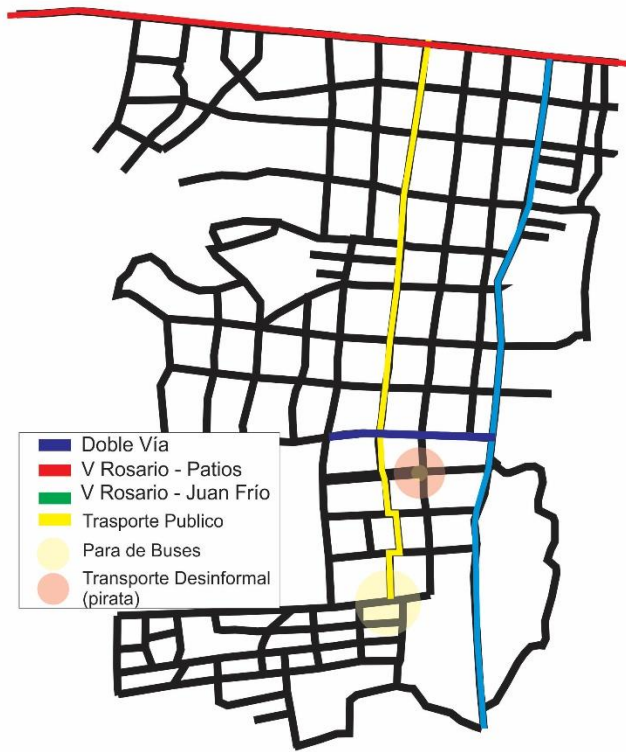 Doble Vía
V Rosario - Patios
V Rosario - Juan Frío
Trasporte Publico
Para de Buses
Transporte Desinformal
(pirata)